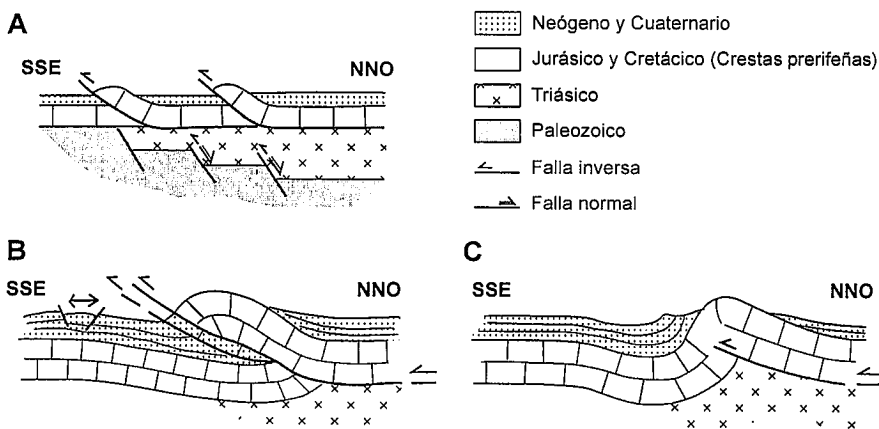 A
SSE
NNO
Neógeno y Cuaternario
Jurásico y Cretácico (Crestas prerifeñas)
Triásico
Paleozoico
Falla inversa
Falla normal
B
SSE
NNO
C
SSE
NNO